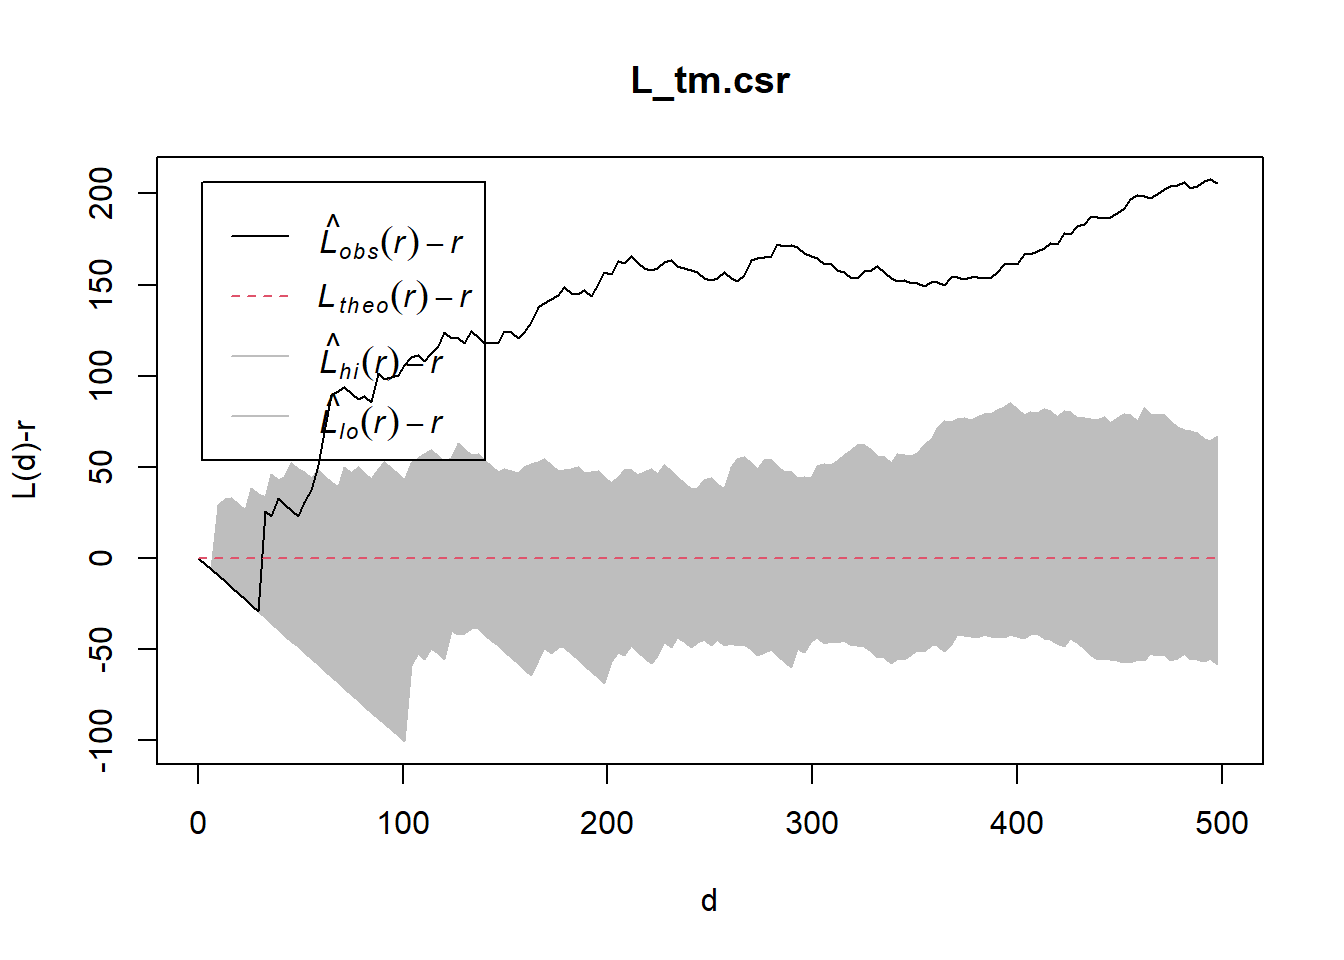 L_tm.csr
L̂obs(r) – r
Ltheo(r) – r
L̂hi(r) – r
L̂lo(r) – r
L(d)-r
200
150
100
50
0
-50
-100
0 100 200 300 400 500
d